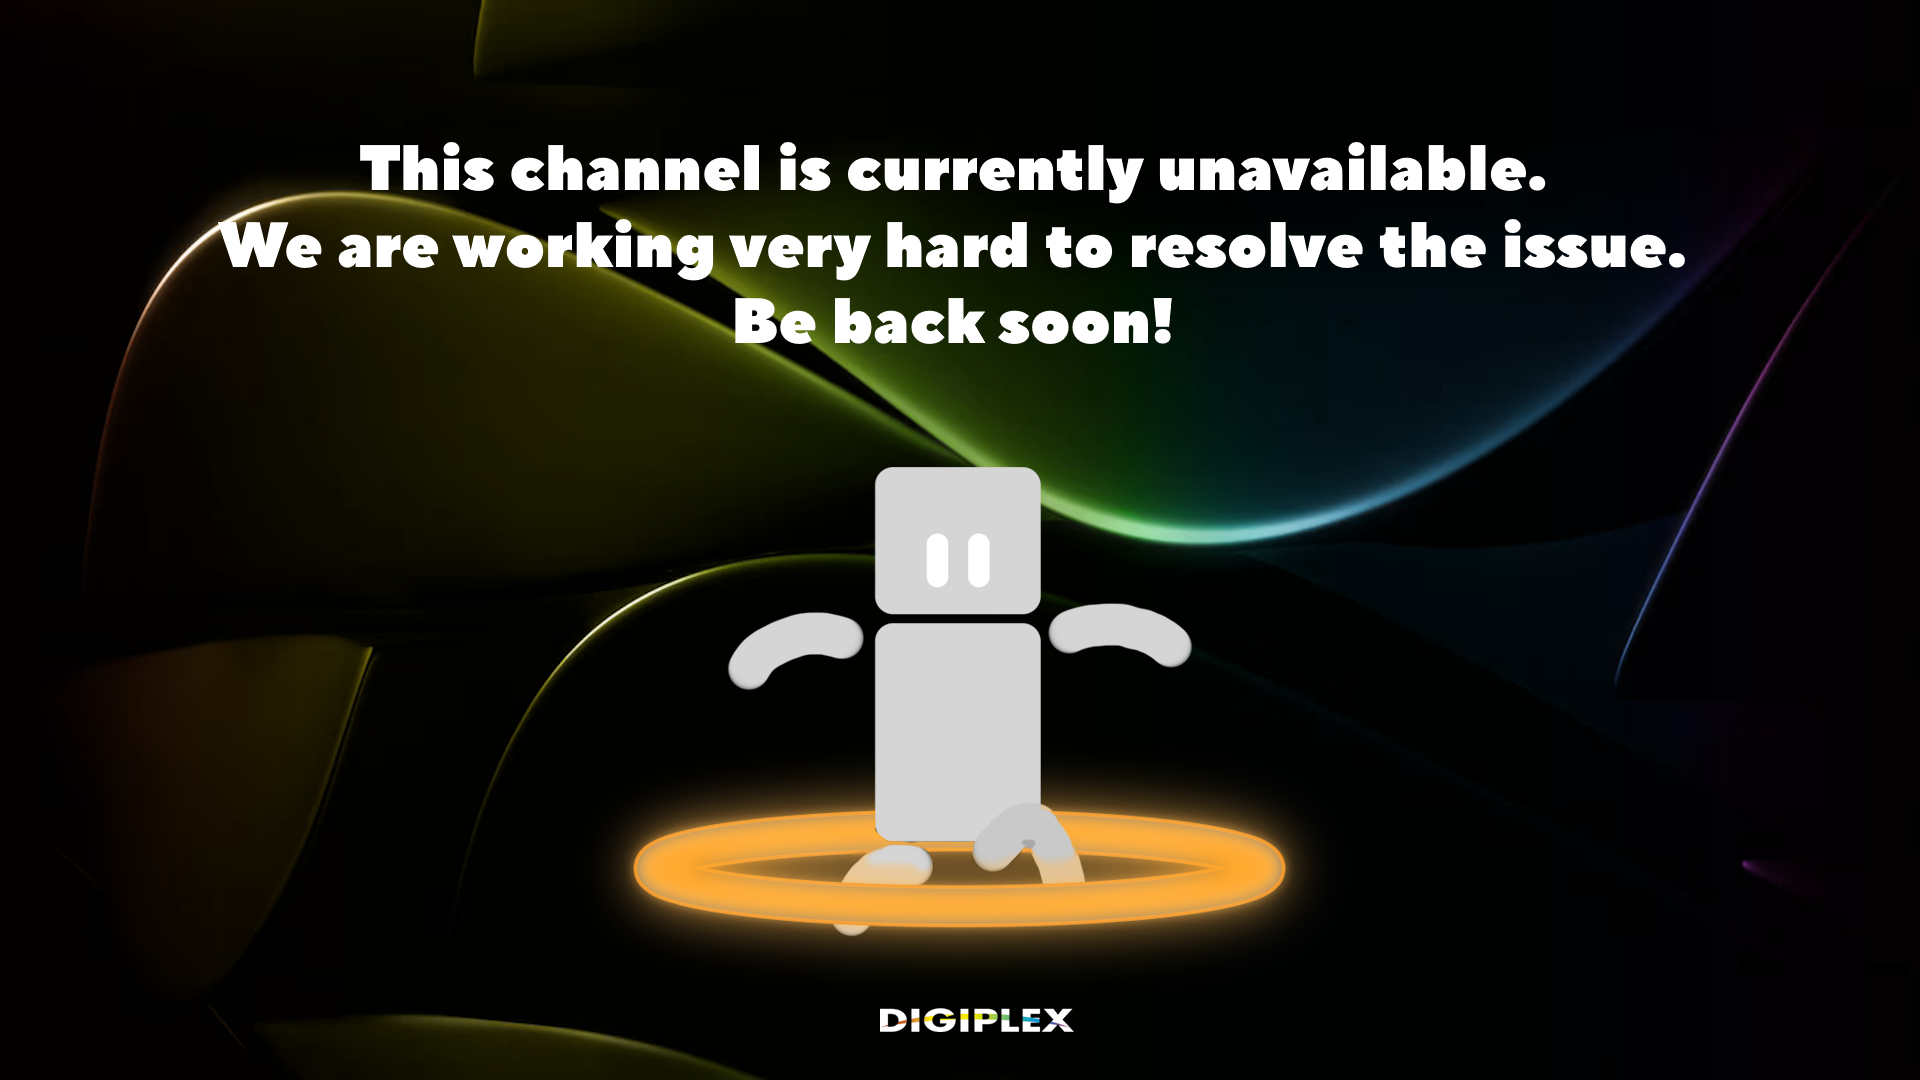 This channel is currently unavailable.
We are working very hard to resolve the issue.
Be back soon!
DIGIPLEX